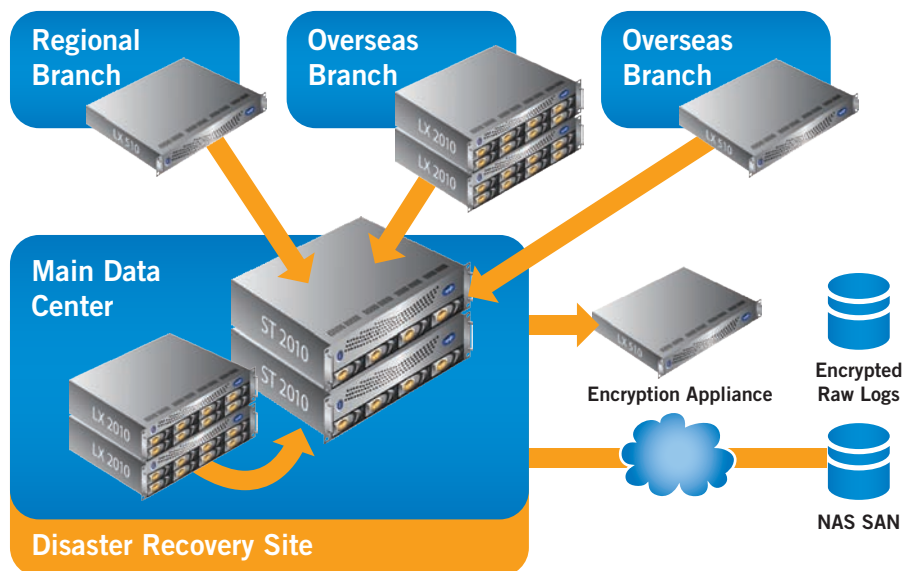 Regional
Branch
LX 510
Overseas
Branch
LX 2010
LX 2010
Overseas
Branch
LX 510
Main Data
Center
ST 2010
ST 2010
LX 2010
LX 2010
LX 510
Encryption Appliance
Encrypted
Raw Logs
NAS SAN
Disaster Recovery Site